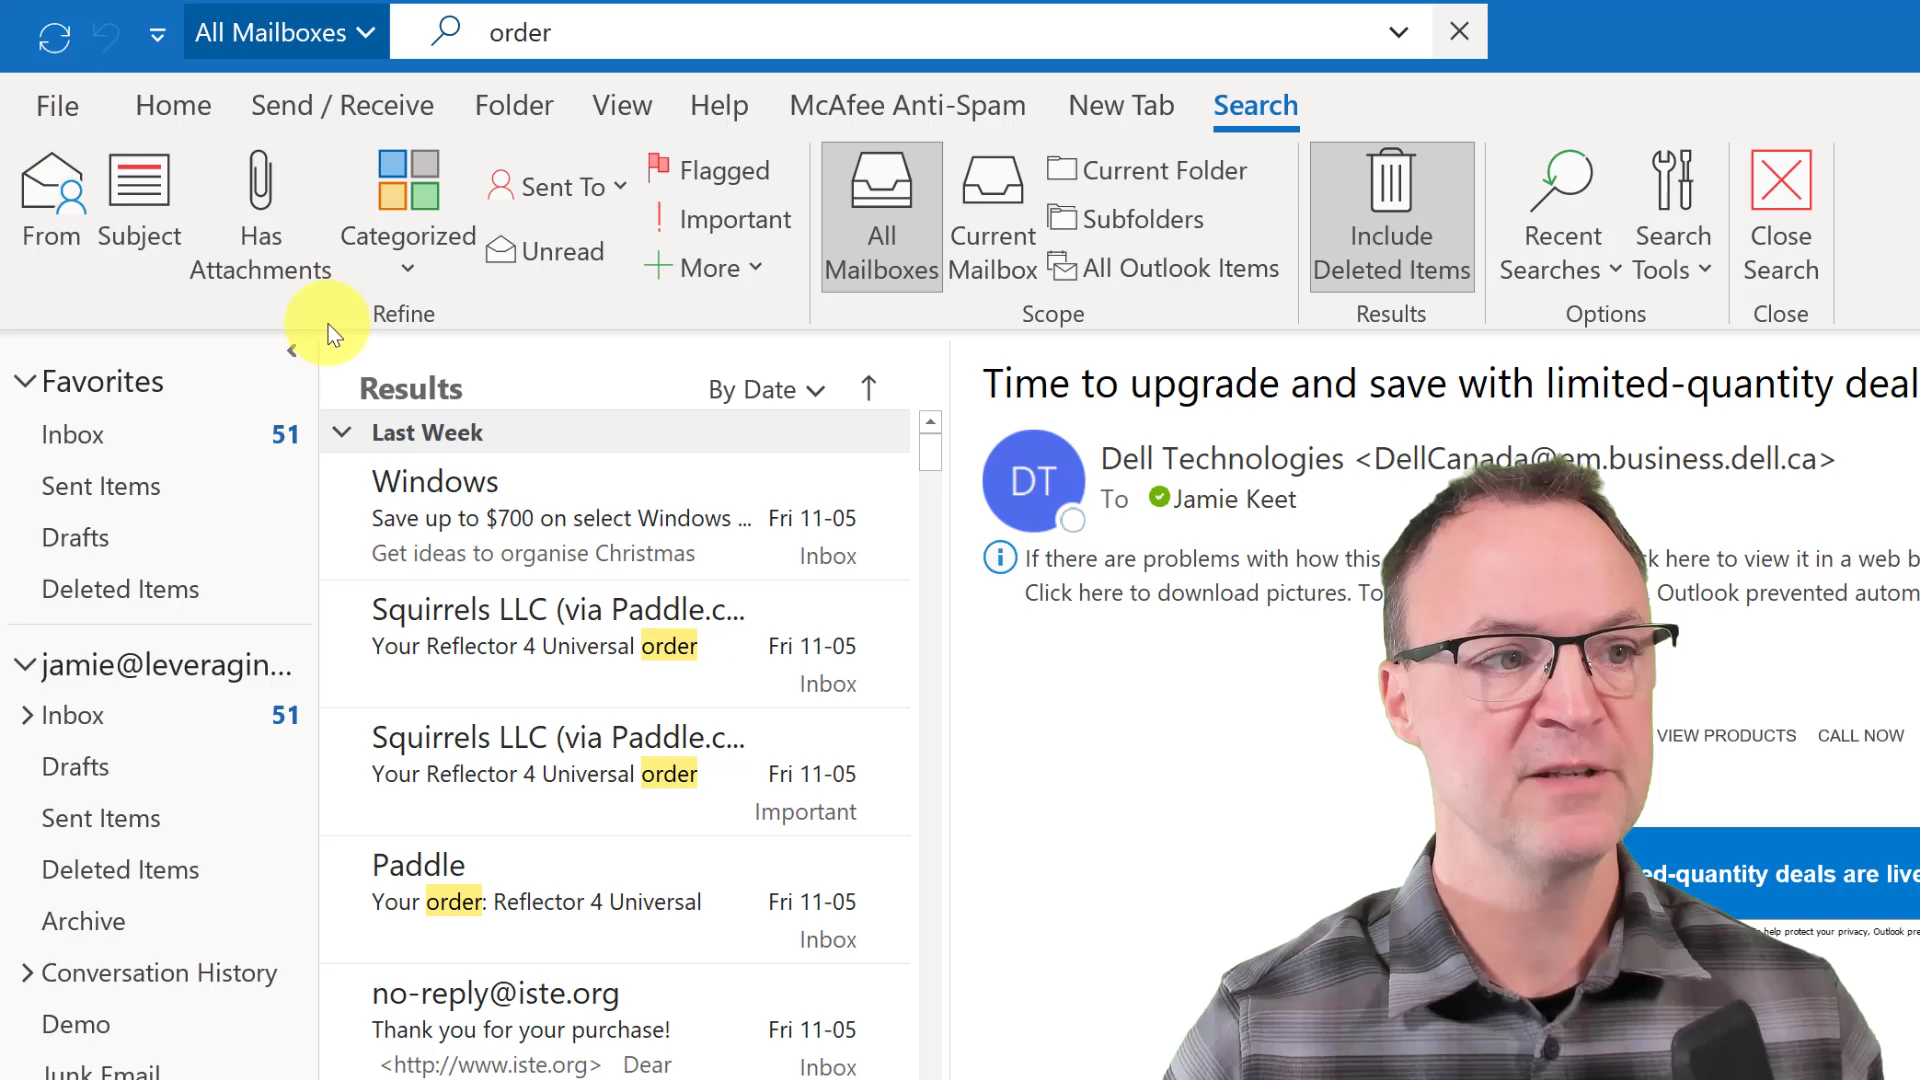 All Mailboxes order
File Home Send / Receive Folder View Help McAfee Anti-Spam New Tab Search
From Subject Has Attachments Categorized Sent To Unread Flagged Important More
Refine
All Mailboxes Current Mailbox Current Folder Subfolders All Outlook Items
Scope
Include Deleted Items
Results
Recent Searches Search Tools
Options
Close Search
Close
Favorites
Inbox 51
Sent Items
Drafts
Deleted Items
jamie@leveragin...
Inbox 51
Drafts
Sent Items
Deleted Items
Archive
Conversation History
Demo
Junk Email
Results By Date
Last Week
Windows
Save up to $700 on select Windows ... Fri 11-05
Get ideas to organise Christmas Inbox
Squirrels LLC (via Paddle.c...
Your Reflector 4 Universal order Fri 11-05
Inbox
Squirrels LLC (via Paddle.c...
Your Reflector 4 Universal order Fri 11-05
Important
Paddle
Your order: Reflector 4 Universal Fri 11-05
Inbox
no-reply@iste.org
Thank you for your purchase! Fri 11-05
<http://www.iste.org> Dear Inbox
Time to upgrade and save with limited-quantity deal
DT
Dell Technologies <DellCanada@em.business.dell.ca>
To Jamie Keet
If there are problems with how this k here to view it in a web b
Click here to download pictures. To Outlook prevented autom
VIEW PRODUCTS CALL NOW
ed-quantity deals are live
help protect your privacy, Outlook pre